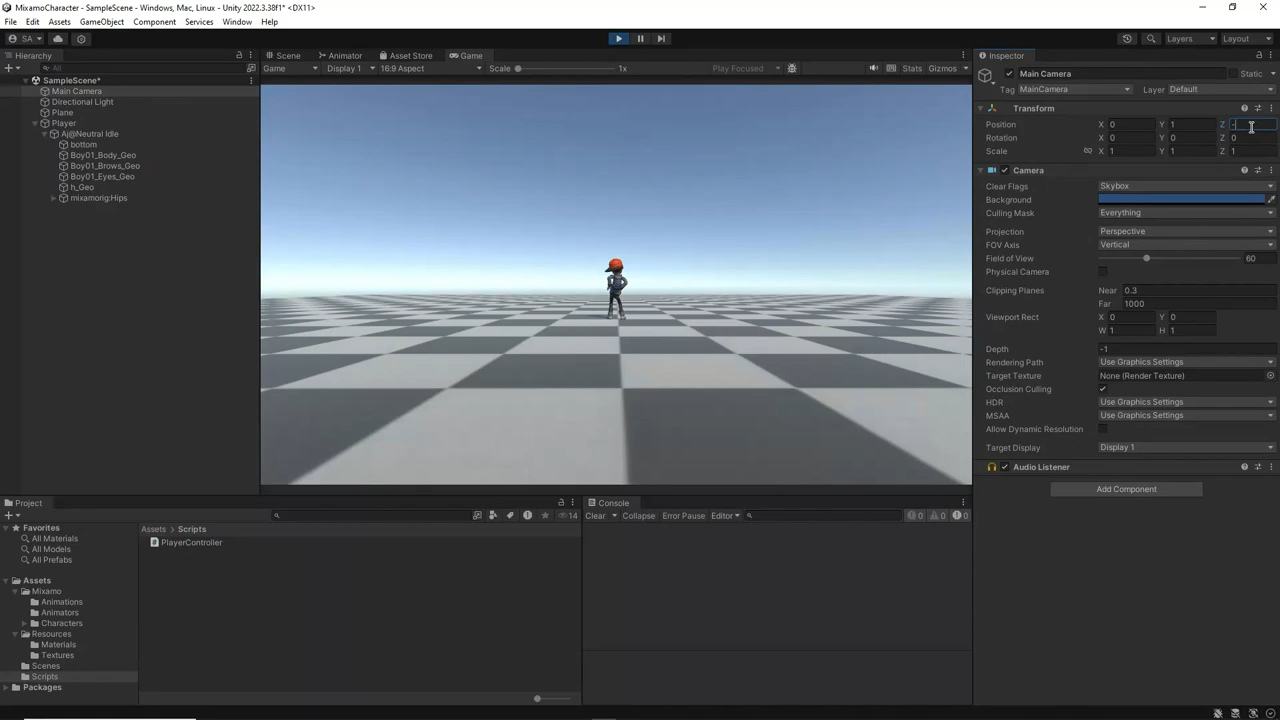 MixamoCharacter - SampleScene - Windows, Mac, Linux - Unity 2022.3.38f1* <DX11>
File Edit Assets GameObject Component Services Window Help
SA Layers Layout
Hierarchy
All
SampleScene*
Main Camera
Directional Light
Plane
Player
Aj@Neutral Idle
bottom
Boy01_Body_Geo
Boy01_Brows_Geo
Boy01_Eyes_Geo
h_Geo
mixamorig:Hips
Scene Animator Asset Store Game
Game Display 1 16:9 Aspect Scale 1x Play Focused Stats Gizmos
Inspector
Main Camera Static
Tag MainCamera Layer Default
Transform
Position X 0 Y 1 Z -
Rotation X 0 Y 0 Z 0
Scale X 1 Y 1 Z 1
Camera
Clear Flags Skybox
Background
Culling Mask Everything
Projection Perspective
FOV Axis Vertical
Field of View 60
Physical Camera
Clipping Planes Near 0.3
Far 1000
Viewport Rect X 0 Y 0
W 1 H 1
Depth -1
Rendering Path Use Graphics Settings
Target Texture None (Render Texture)
Occlusion Culling
HDR Use Graphics Settings
MSAA Use Graphics Settings
Allow Dynamic Resolution
Target Display Display 1
Audio Listener
Add Component
Project
14
Favorites
All Materials
All Models
All Prefabs
Assets
Mixamo
Animations
Animators
Characters
Resources
Materials
Textures
Scenes
Scripts
Packages
Assets > Scripts
PlayerController
Console
Clear Collapse Error Pause Editor 0 0 0